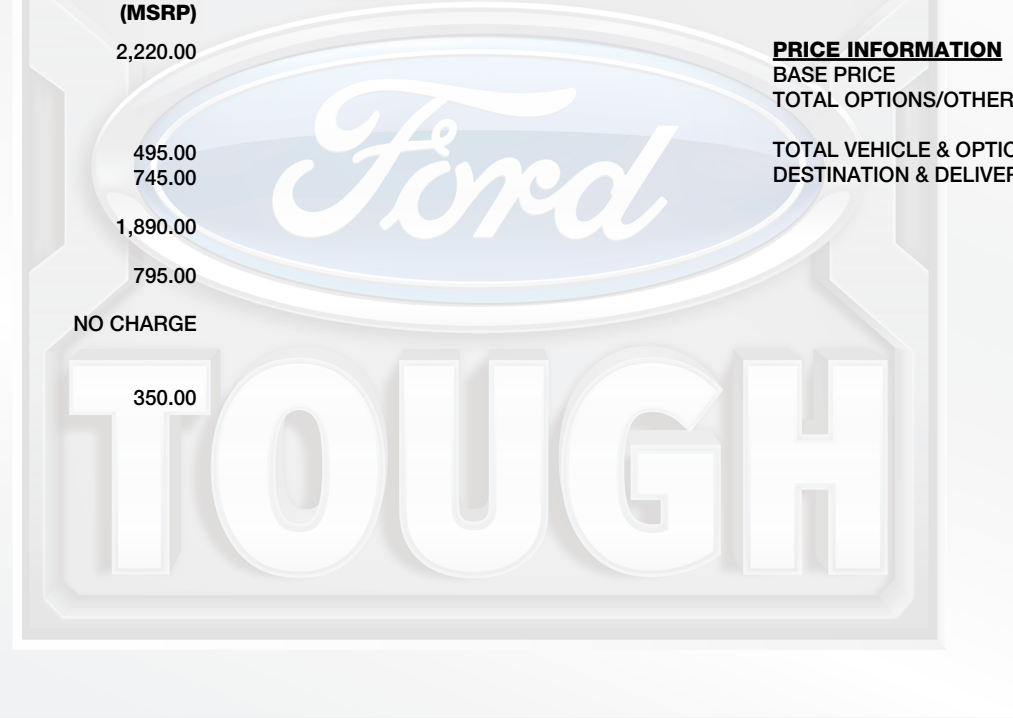 (MSRP)
2,220.00
495.00
745.00
1,890.00
795.00
NO CHARGE
350.00
PRICE INFORMATION
BASE PRICE
TOTAL OPTIONS/OTHER
TOTAL VEHICLE & OPTIO
DESTINATION & DELIVER
Ford
TOUGH